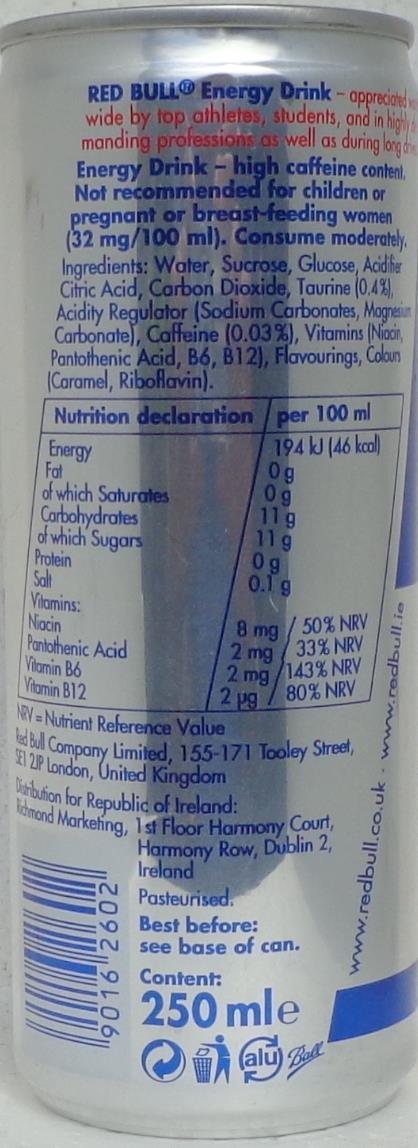 RED BULL® Energy Drink – appreciated
wide by top athletes, students, and in highly
manding professions as well as during long
Energy Drink – high caffeine content.
Not recommended for children or
pregnant or breast-feeding women
(32 mg/100 ml). Consume moderately.
Ingredients: Water, Sucrose, Glucose, Acidifier
Citric Acid, Carbon Dioxide, Taurine (0.4%),
Acidity Regulator (Sodium Carbonates, Magnesium
Carbonate), Caffeine (0.03%), Vitamins (Niacin,
Pantothenic Acid, B6, B12), Flavourings, Colours
(Caramel, Riboflavin).
Nutrition declaration per 100 ml
Energy 194 kJ (46 kcal)
Fat 0 g
of which Saturates 0 g
Carbohydrates 11 g
of which Sugars 11 g
Protein 0 g
Salt 0.1 g
Vitamins:
Niacin 8 mg / 50% NRV
Pantothenic Acid 2 mg / 33% NRV
Vitamin B6 2 mg / 143% NRV
Vitamin B12 2 µg / 80% NRV
NRV = Nutrient Reference Value
Red Bull Company Limited, 155-171 Tooley Street,
SE1 2JP London, United Kingdom
Distribution for Republic of Ireland:
Richmond Marketing, 1st Floor Harmony Court,
Harmony Row, Dublin 2,
Ireland
Pasteurised.
Best before:
see base of can.
Content:
250 ml e
alu Ball
www.redbull.co.uk · www.redbull.ie
90162602